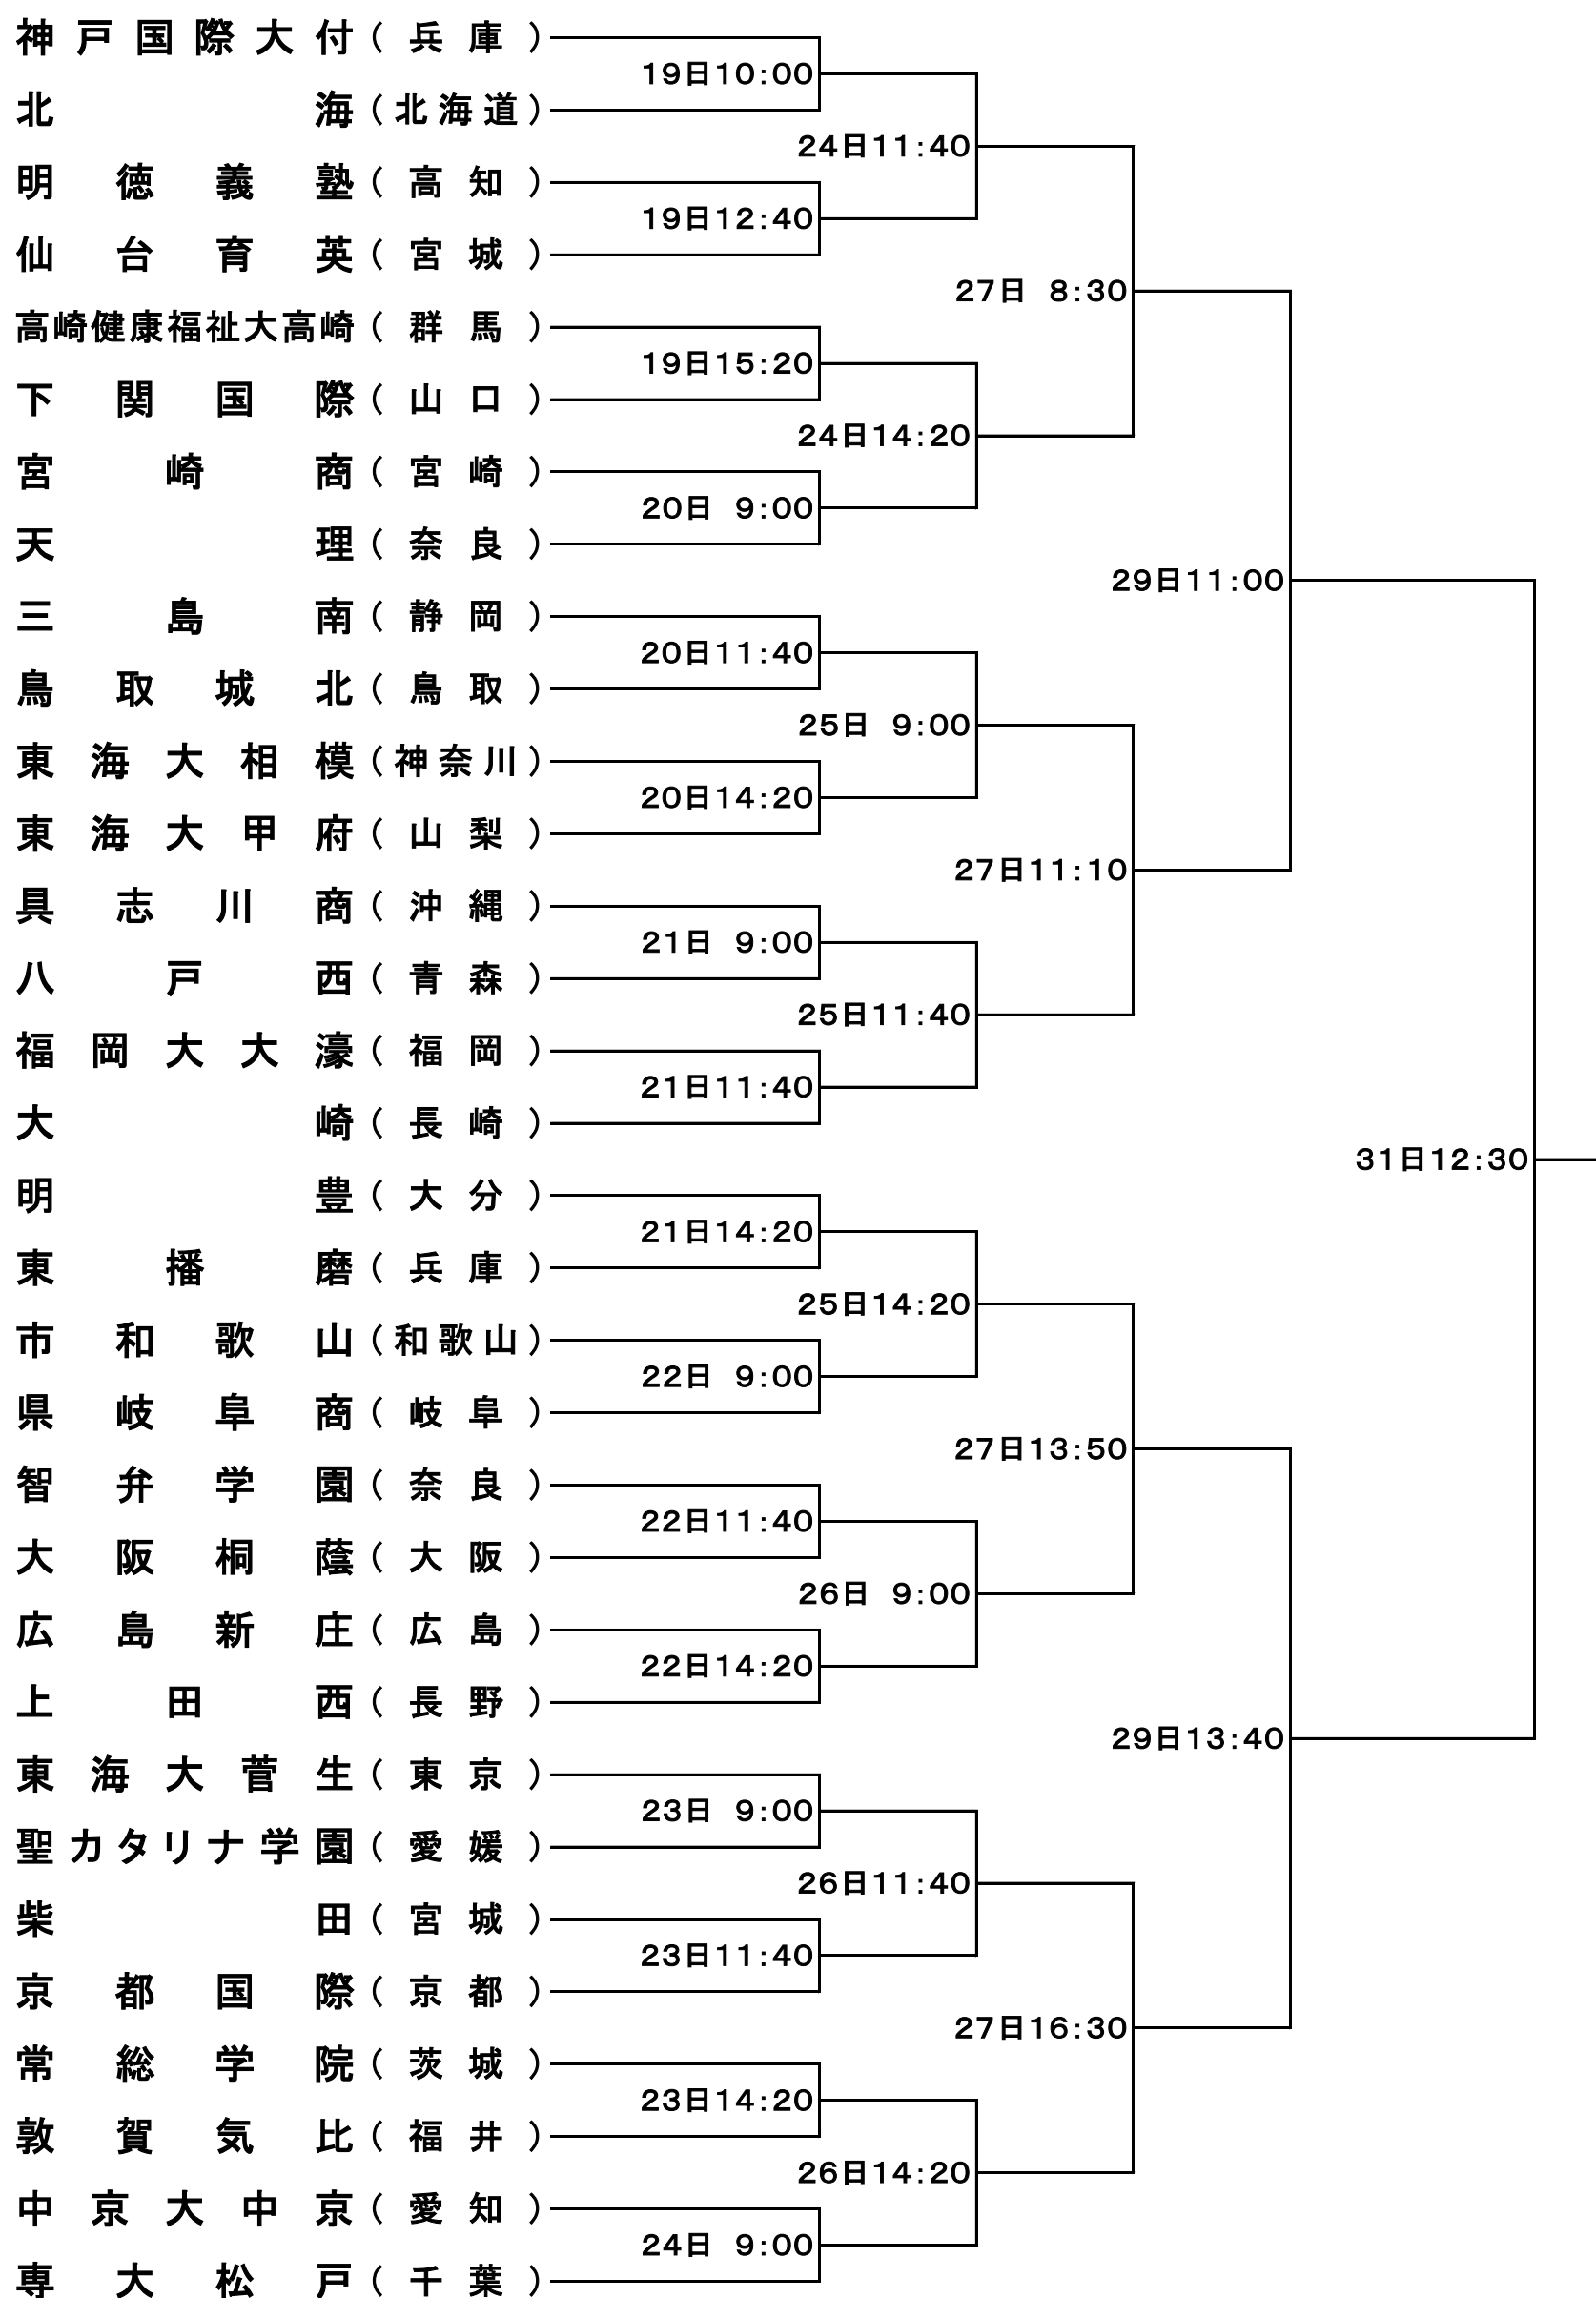 神戸国際大付(兵庫)
19日10:00
北海(北海道)
24日11:40
明徳義塾(高知)
19日12:40
仙台育英(宮城)
27日 8:30
高崎健康福祉大高崎(群馬)
19日15:20
下関国際(山口)
24日14:20
宮崎商(宮崎)
20日 9:00
天理(奈良)
29日11:00
三島南(静岡)
20日11:40
鳥取城北(鳥取)
25日 9:00
東海大相模(神奈川)
20日14:20
東海大甲府(山梨)
27日11:10
具志川商(沖縄)
21日 9:00
八戸西(青森)
25日11:40
福岡大大濠(福岡)
21日11:40
大崎(長崎)
31日12:30
明豊(大分)
21日14:20
東播磨(兵庫)
25日14:20
市和歌山(和歌山)
22日 9:00
県岐阜商(岐阜)
27日13:50
智弁学園(奈良)
22日11:40
大阪桐蔭(大阪)
26日 9:00
広島新庄(広島)
22日14:20
上田西(長野)
29日13:40
東海大菅生(東京)
23日 9:00
聖カタリナ学園(愛媛)
26日11:40
柴田(宮城)
23日11:40
京都国際(京都)
27日16:30
常総学院(茨城)
23日14:20
敦賀気比(福井)
26日14:20
中京大中京(愛知)
24日 9:00
専大松戸(千葉)